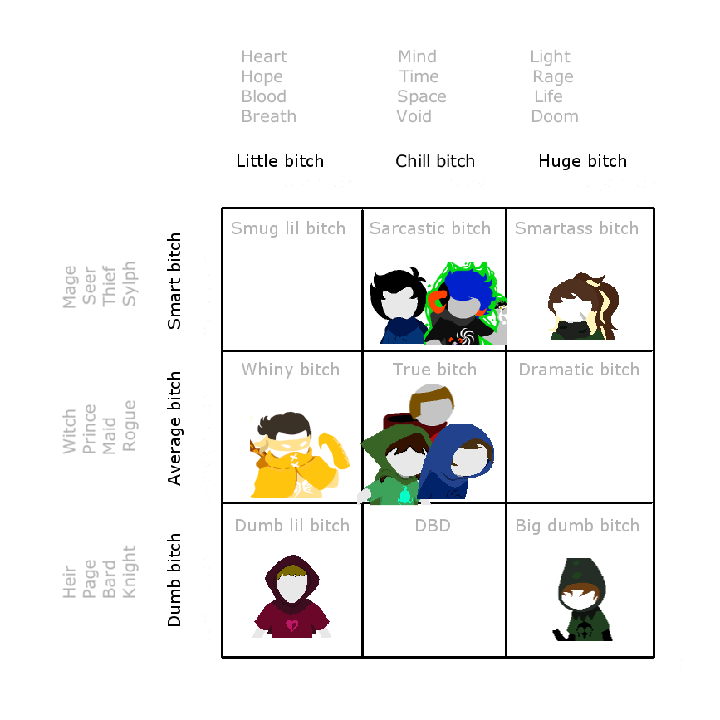 Heart Mind Light
Hope Time Rage
Blood Space Life
Breath Void Doom
Little bitch Chill bitch Huge bitch
Smug lil bitch Sarcastic bitch Smartass bitch
Mage
Seer
Thief
Sylph
Smart bitch
Whiny bitch True bitch Dramatic bitch
Witch
Prince
Maid
Rogue
Average bitch
Dumb lil bitch DBD Big dumb bitch
Heir
Page
Bard
Knight
Dumb bitch